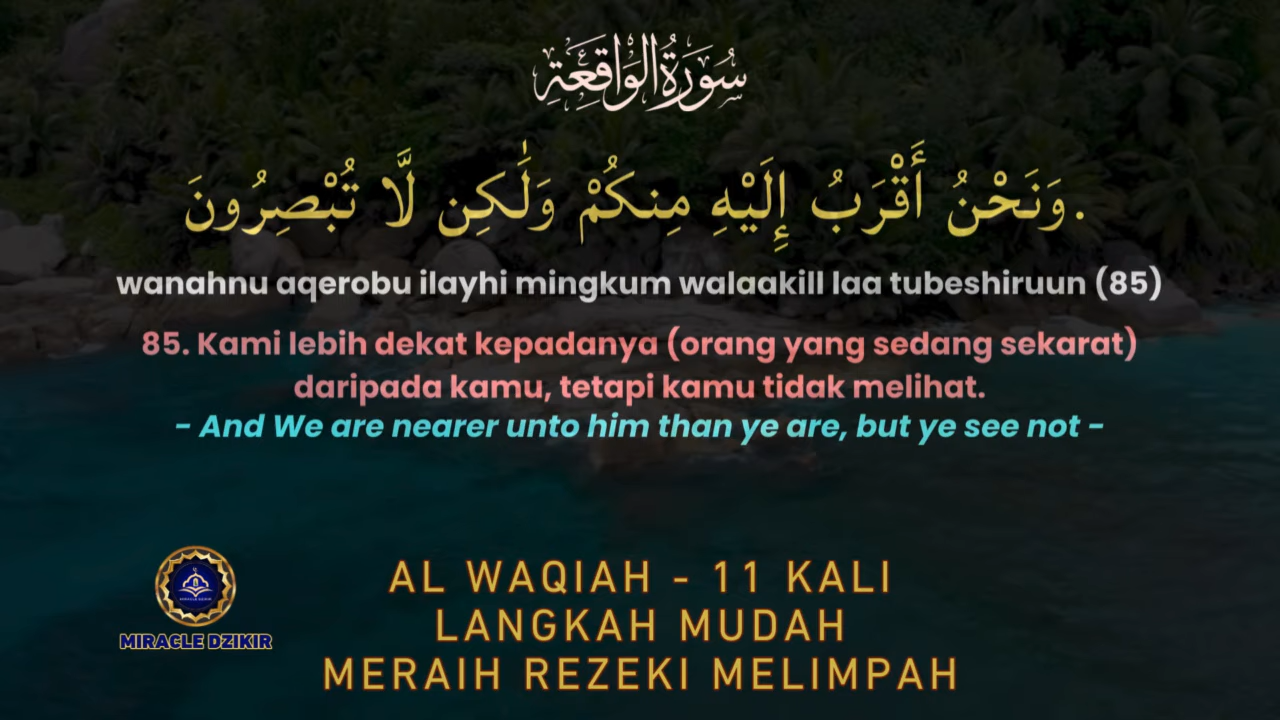 سُورَةُ الْوَاقِعَةِ
وَنَحْنُ أَقْرَبُ إِلَيْهِ مِنكُمْ وَلَٰكِن لَّا تُبْصِرُونَ.
wanahnu aqerobu ilayhi mingkum walaakill laa tubeshiruun (85)
85. Kami lebih dekat kepadanya (orang yang sedang sekarat)
daripada kamu, tetapi kamu tidak melihat.
- And We are nearer unto him than ye are, but ye see not -
AL WAQIAH - 11 KALI
LANGKAH MUDAH
MERAIH REZEKI MELIMPAH
MIRACLE DZIKIR